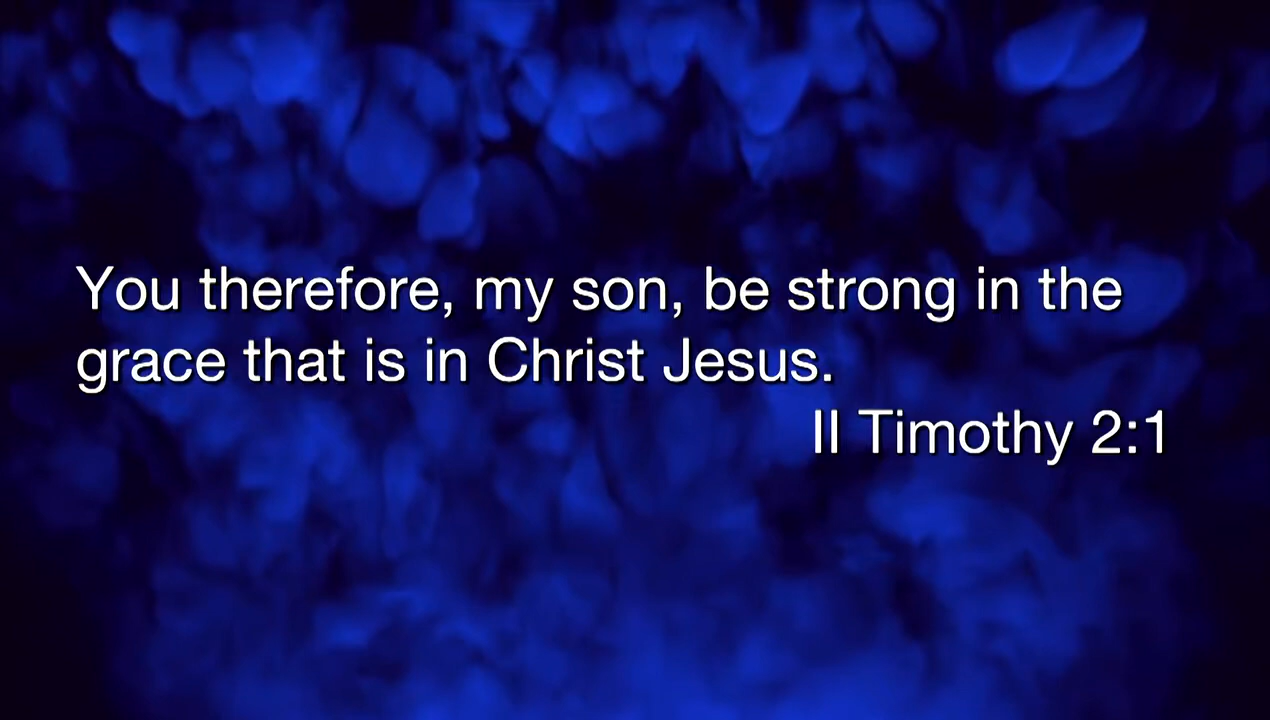 You therefore, my son, be strong in the
grace that is in Christ Jesus.
II Timothy 2:1